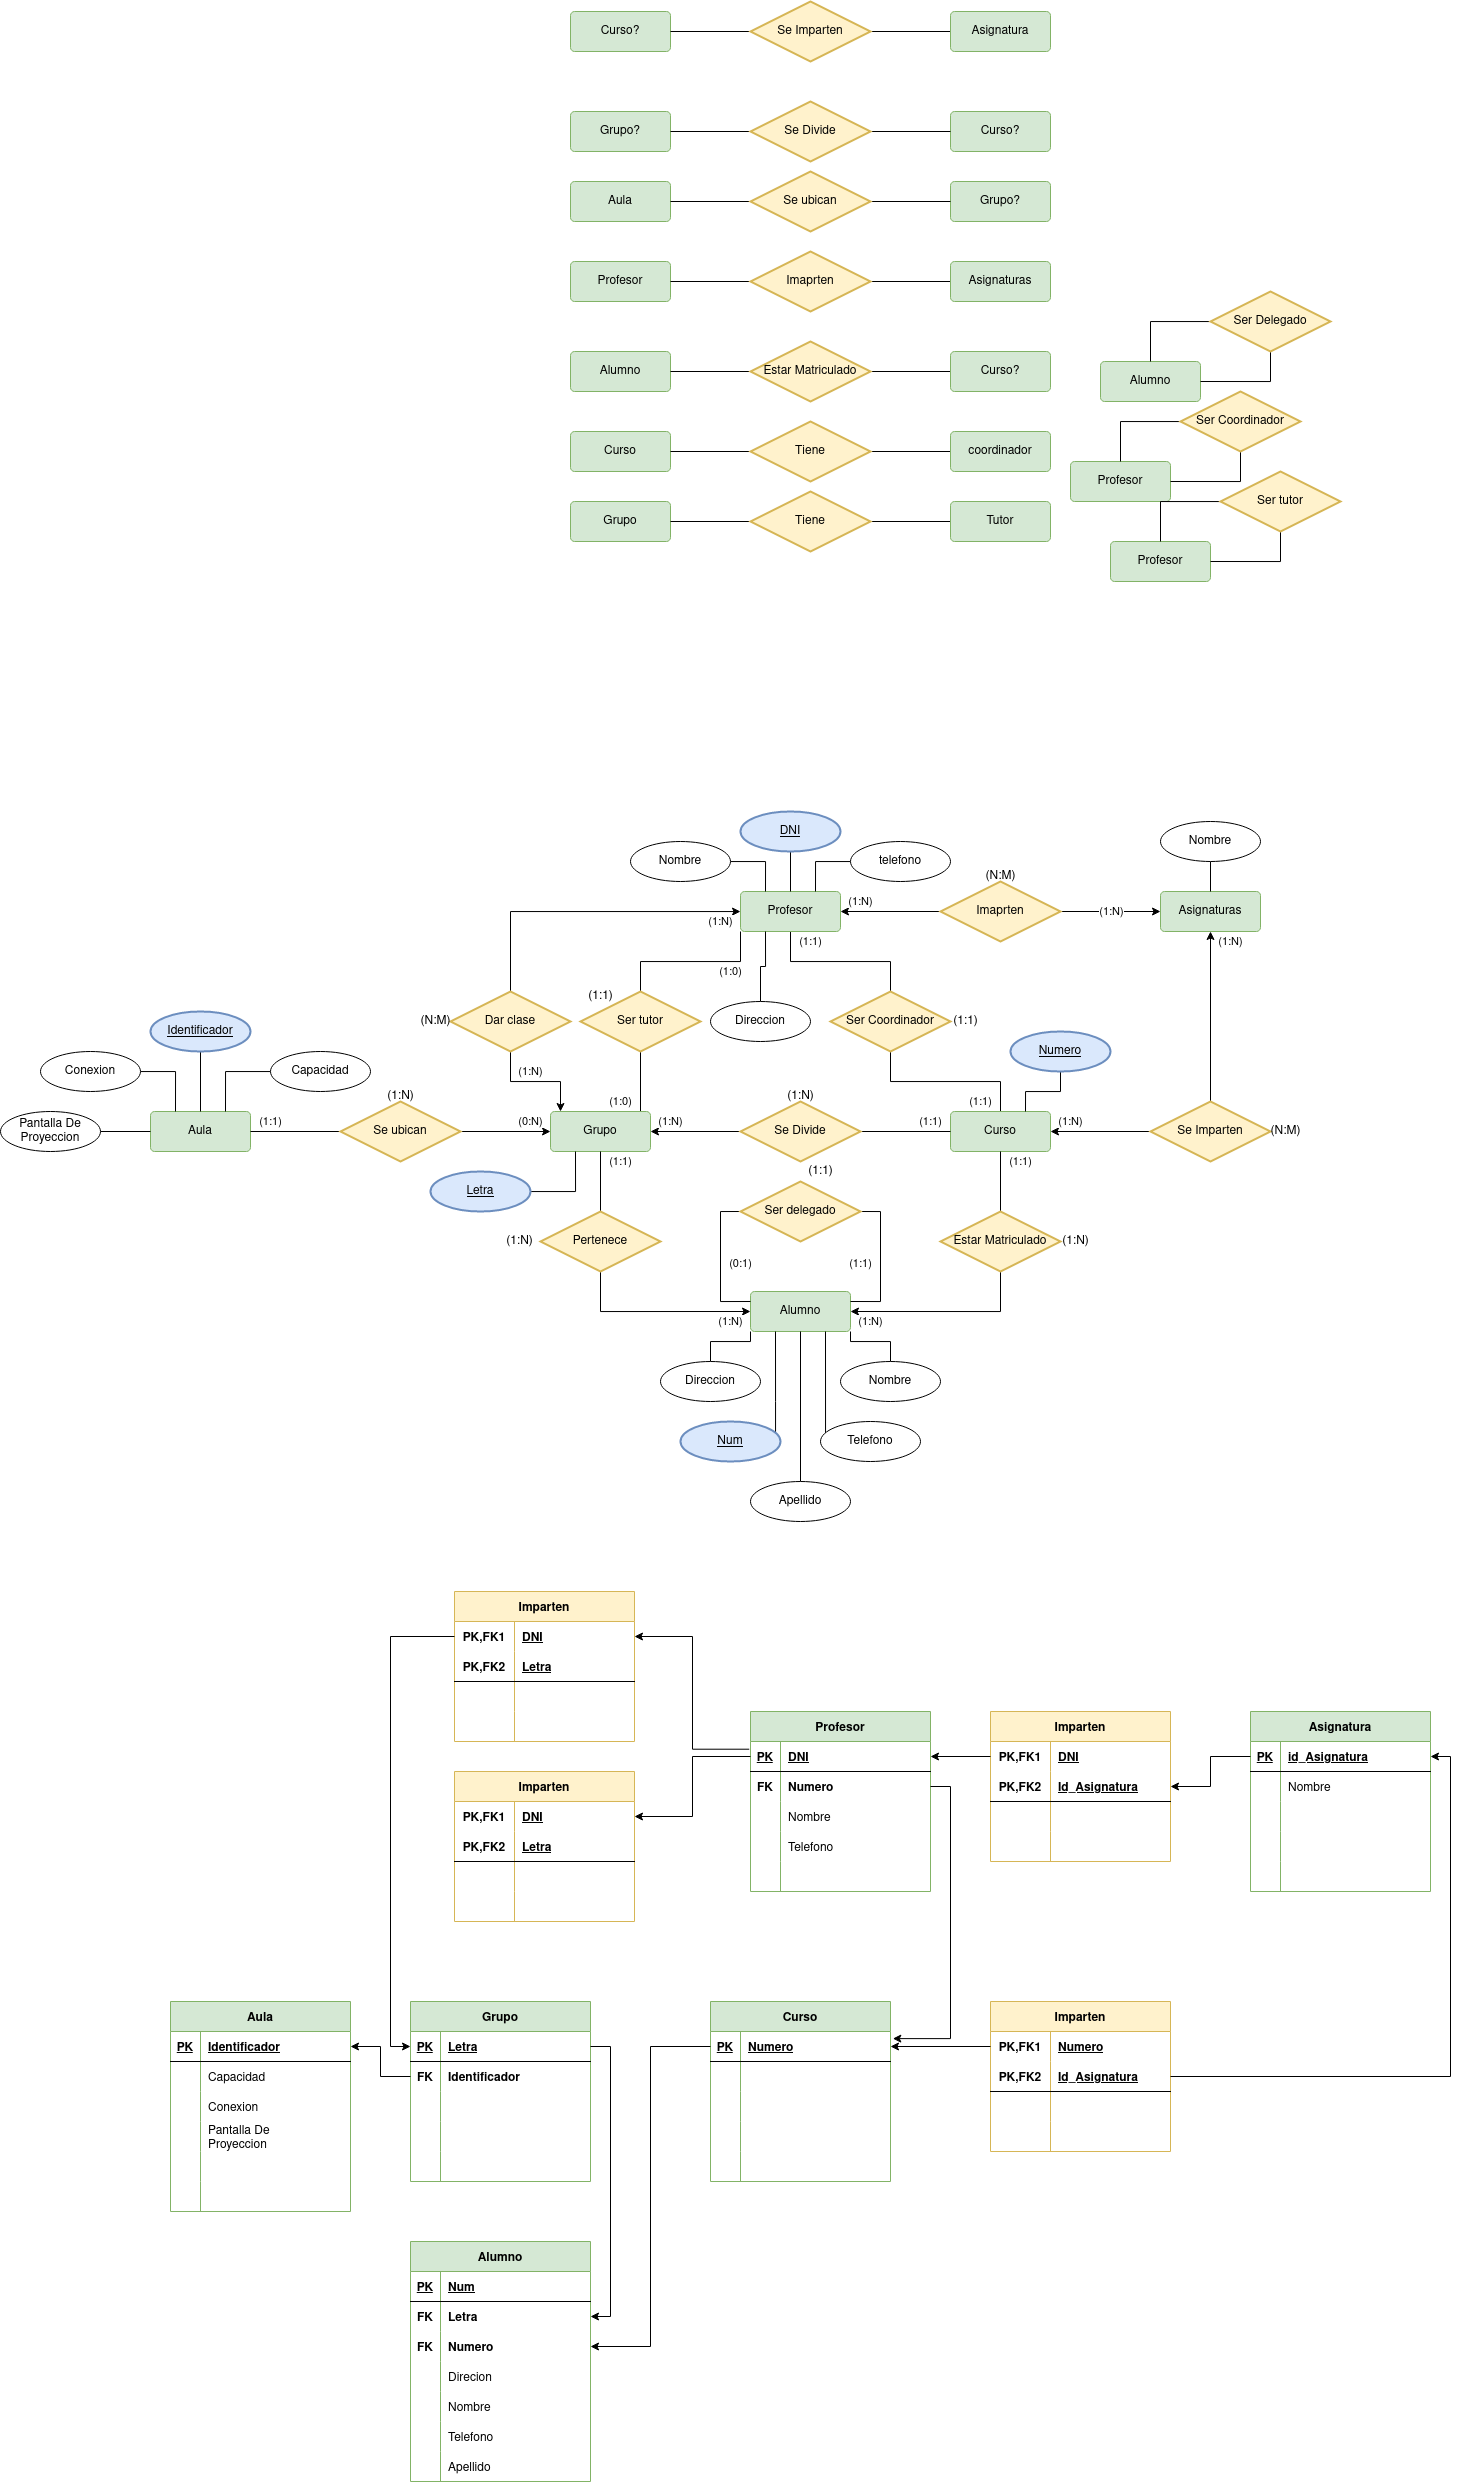 Curso?
Se Imparten
Asignatura
Grupo?
Se Divide
Curso?
Aula
Se ubican
Grupo?
Profesor
Imaprten
Asignaturas
Ser Delegado
Alumno
Estar Matriculado
Curso?
Alumno
Ser Coordinador
Curso
Tiene
coordinador
Profesor
Ser tutor
Grupo
Tiene
Tutor
Profesor
DNI
Nombre
telefono
Nombre
(N:M)
Profesor
(1:N)
Imaprten
(1:N)
Asignaturas
(1:N)
(1:1)
(1:N)
(1:0)
(1:1)
(N:M)
Dar clase
Ser tutor
Direccion
Ser Coordinador
(1:1)
Identificador
Numero
Conexion
Capacidad
(1:N)
(1:N)
(1:0)
(1:N)
(1:1)
Pantalla De
Proyeccion
Aula
(1:1)
Se ubican
(0:N)
Grupo
(1:N)
Se Divide
(1:1)
Curso
(1:N)
Se Imparten
(N:M)
(1:1)
(1:1)
(1:1)
Letra
Ser delegado
(1:N)
Pertenece
Estar Matriculado
(1:N)
(0:1)
(1:1)
Alumno
(1:N)
(1:N)
Direccion
Nombre
Num
Telefono
Apellido
Imparten
PK,FK1
DNI
PK,FK2
Letra
Imparten
PK,FK1
DNI
PK,FK2
Letra
Profesor
PK
DNI
FK
Numero
Nombre
Telefono
Imparten
PK,FK1
DNI
PK,FK2
Id_Asignatura
Asignatura
PK
id_Asignatura
Nombre
Aula
PK
Identificador
Capacidad
Conexion
Pantalla De
Proyeccion
Grupo
PK
Letra
FK
Identificador
Curso
PK
Numero
Imparten
PK,FK1
Numero
PK,FK2
Id_Asignatura
Alumno
PK
Num
FK
Letra
FK
Numero
Direcion
Nombre
Telefono
Apellido